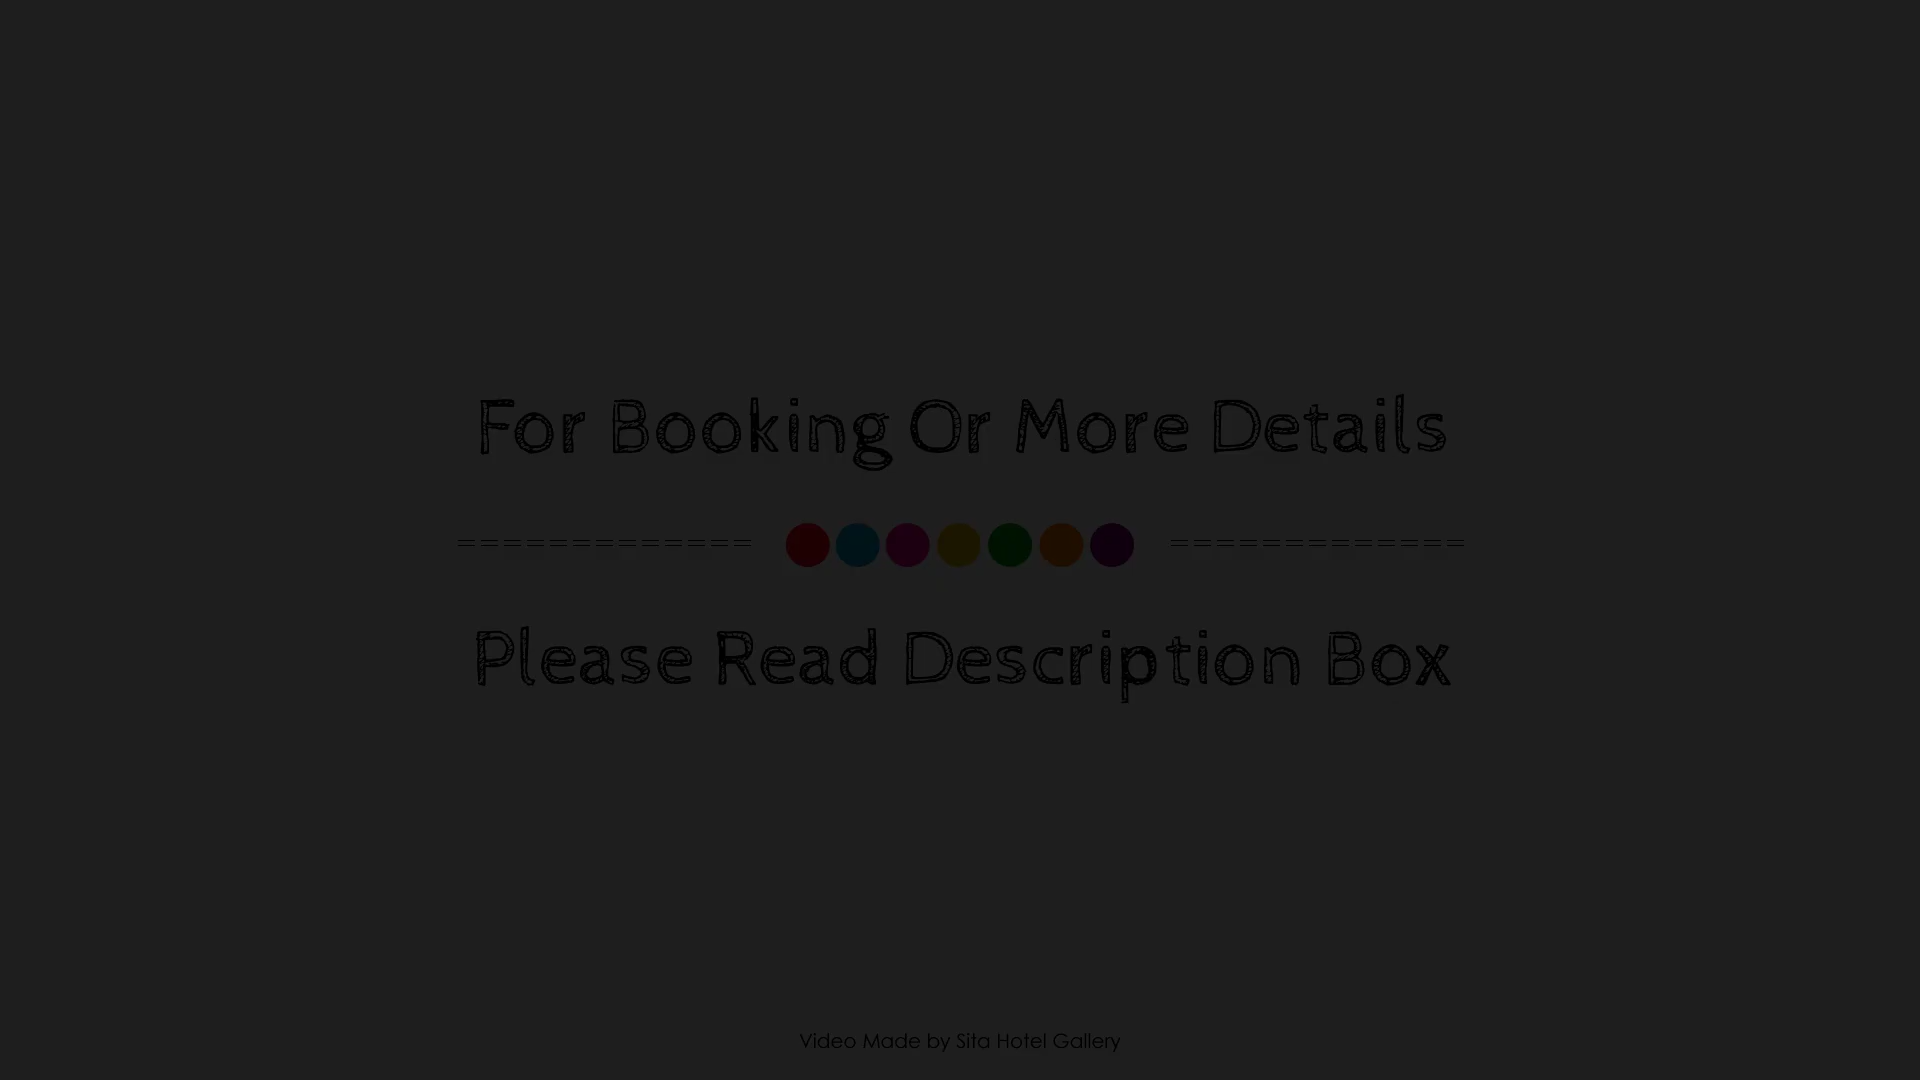 For Booking Or More Details
============= =============
Please Read Description Box
Video Made by Sita Hotel Gallery